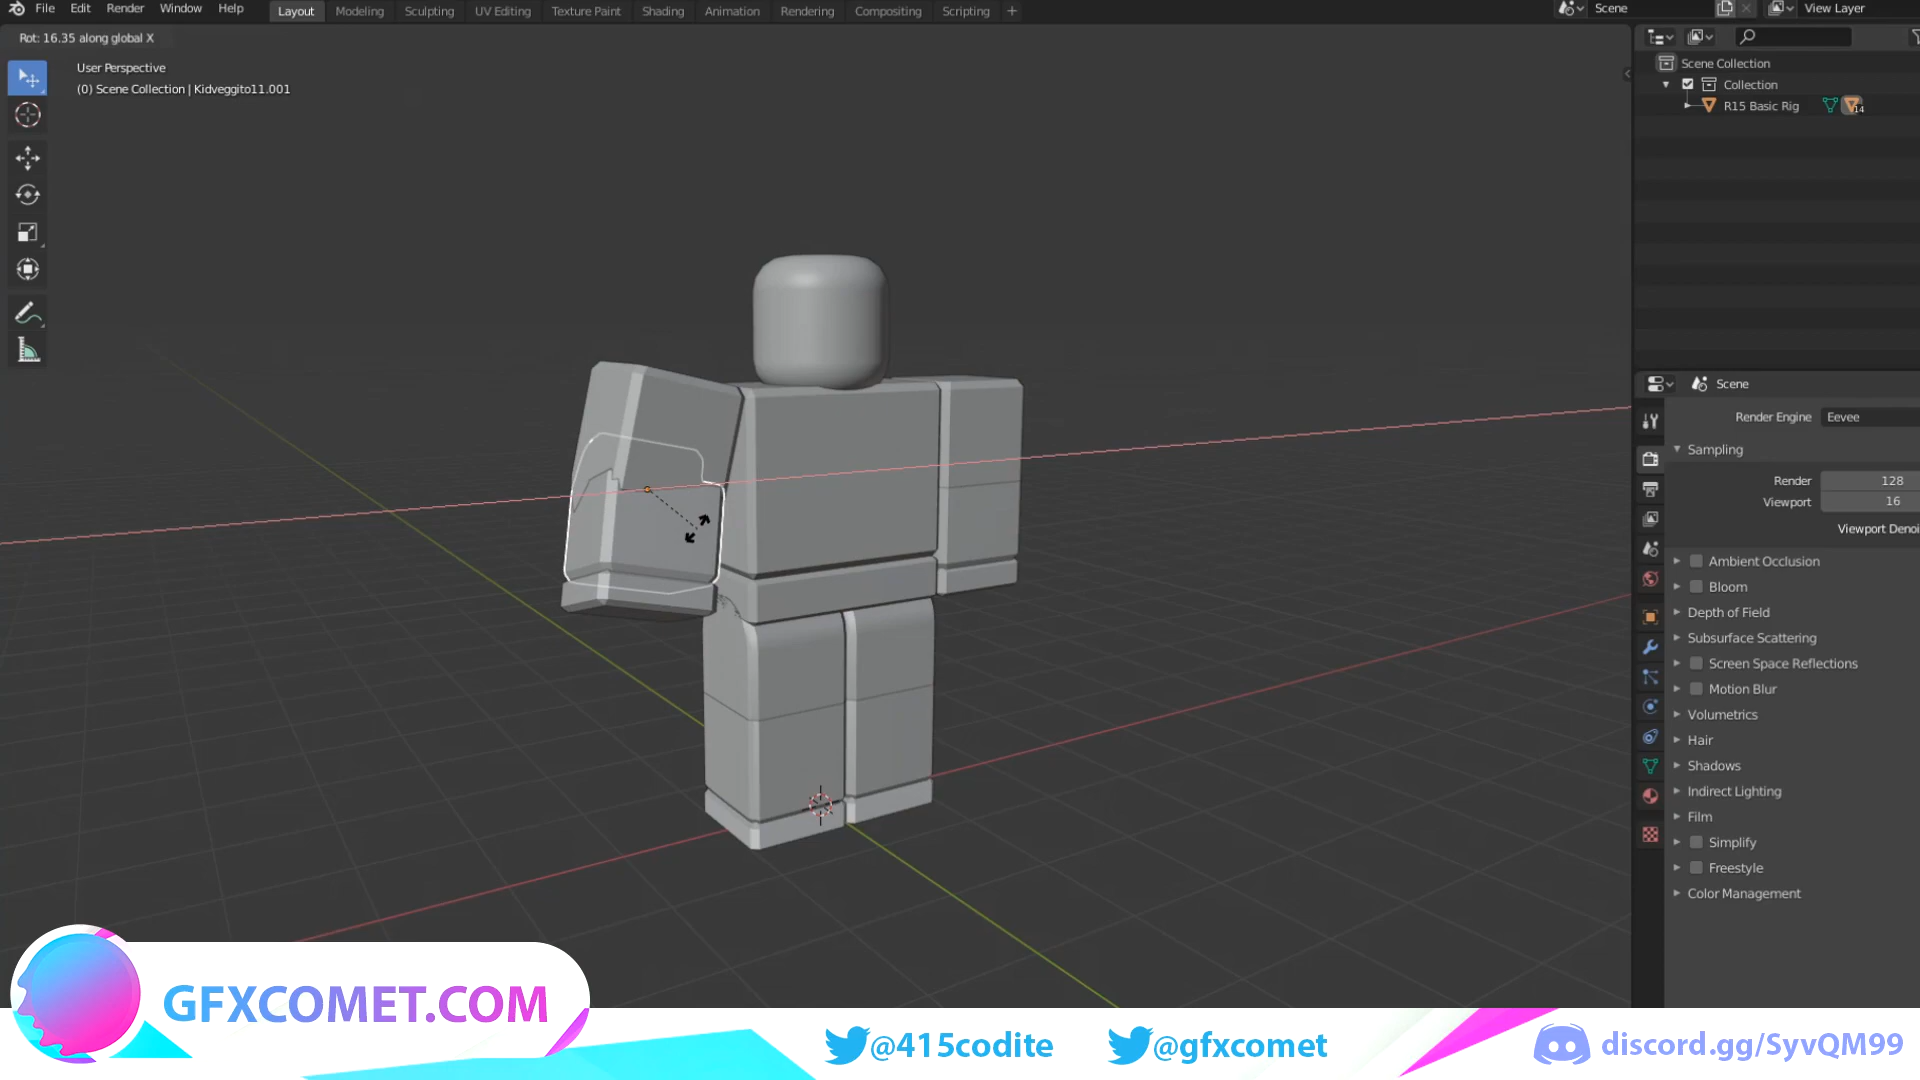 File Edit Render Window Help
Layout Modeling Sculpting UV Editing Texture Paint Shading Animation Rendering Compositing Scripting +
Scene
View Layer
Rot: 16.35 along global X
User Perspective
(0) Scene Collection | Kidveggito11.001
Scene Collection
Collection
R15 Basic Rig
14
Scene
Render Engine Eevee
Sampling
Render 128
Viewport 16
Viewport Denoi
Ambient Occlusion
Bloom
Depth of Field
Subsurface Scattering
Screen Space Reflections
Motion Blur
Volumetrics
Hair
Shadows
Indirect Lighting
Film
Simplify
Freestyle
Color Management
GFXCOMET.COM
@415codite
@gfxcomet
discord.gg/SyvQM99